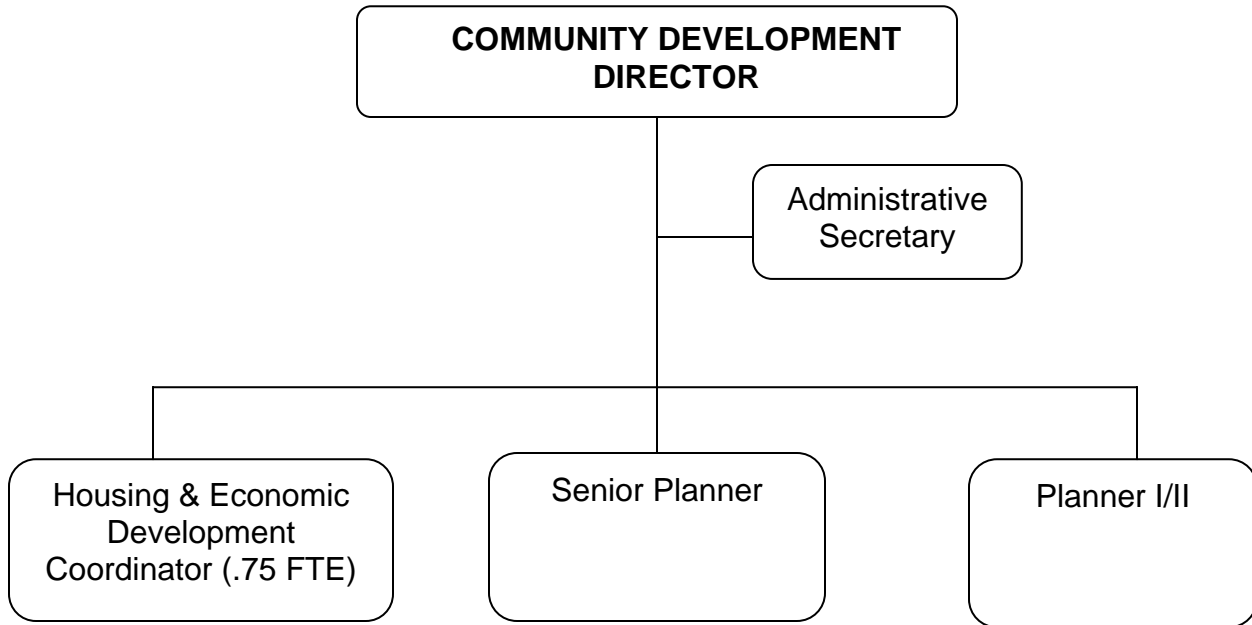 COMMUNITY DEVELOPMENT
DIRECTOR
Administrative
Secretary
Housing & Economic
Development
Coordinator (.75 FTE)
Senior Planner
Planner I/II